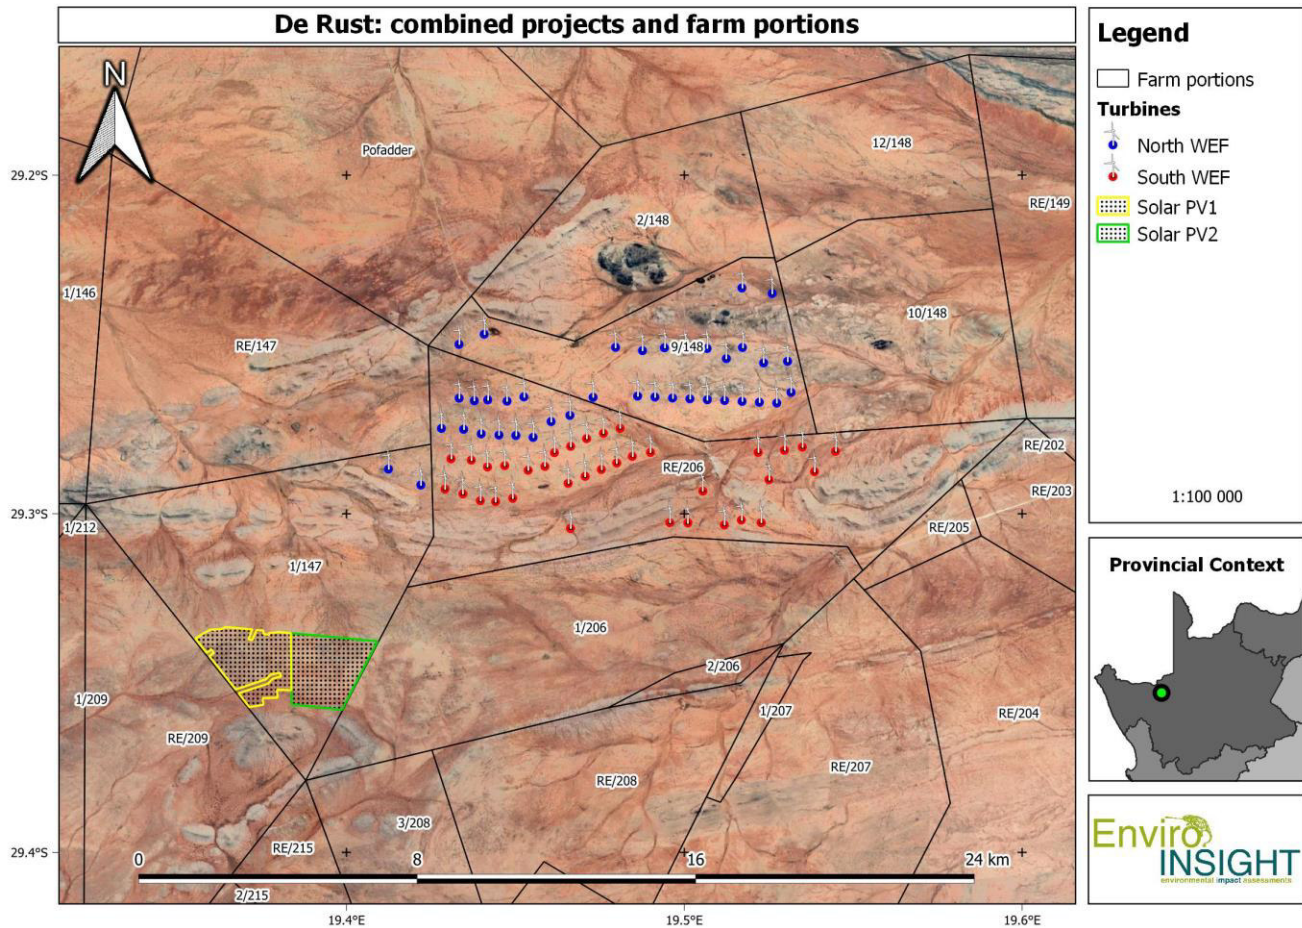 De Rust: combined projects and farm portions
Legend
Farm portions
Turbines
North WEF
South WEF
Solar PV1
Solar PV2
1:100 000
Provincial Context
EnviroINSIGHT
environmental impact assessments
N
Pofadder
12/148
29.2°S
RE/149
2/148
1/146
10/148
RE/147
9/148
RE/202
RE/206
RE/203
29.3°S
1/212
RE/205
1/147
1/206
2/206
1/209
1/207
RE/204
RE/209
RE/208
RE/207
3/208
RE/215
29.4°S
0
8
16
24 km
2/215
19.4°E
19.5°E
19.6°E